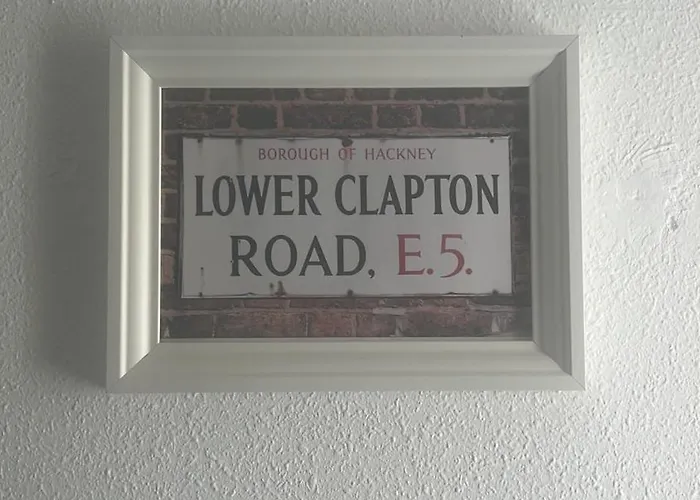 BOROUGH OF HACKNEY
LOWER CLAPTON
ROAD, E.5.